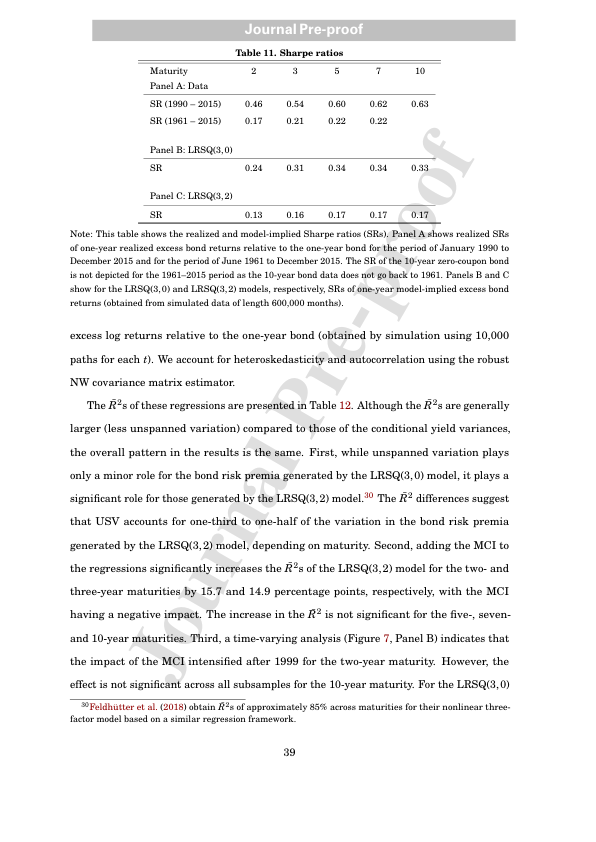 Journal Pre-proof
Table 11. Sharpe ratios
Maturity 2 3 5 7 10
Panel A: Data
SR (1990 – 2015) 0.46 0.54 0.60 0.62 0.63
SR (1961 – 2015) 0.17 0.21 0.22 0.22
Panel B: LRSQ(3,0)
SR 0.24 0.31 0.34 0.34 0.33
Panel C: LRSQ(3,2)
SR 0.13 0.16 0.17 0.17 0.17
Note: This table shows the realized and model-implied Sharpe ratios (SRs). Panel A shows realized SRs
of one-year realized excess bond returns relative to the one-year bond for the period of January 1990 to
December 2015 and for the period of June 1961 to December 2015. The SR of the 10-year zero-coupon bond
is not depicted for the 1961–2015 period as the 10-year bond data does not go back to 1961. Panels B and C
show for the LRSQ(3,0) and LRSQ(3,2) models, respectively, SRs of one-year model-implied excess bond
returns (obtained from simulated data of length 600,000 months).
excess log returns relative to the one-year bond (obtained by simulation using 10,000
paths for each t). We account for heteroskedasticity and autocorrelation using the robust
NW covariance matrix estimator.
The R̄²s of these regressions are presented in Table 12. Although the R̄²s are generally
larger (less unspanned variation) compared to those of the conditional yield variances,
the overall pattern in the results is the same. First, while unspanned variation plays
only a minor role for the bond risk premia generated by the LRSQ(3,0) model, it plays a
significant role for those generated by the LRSQ(3,2) model.³⁰ The R̄² differences suggest
that USV accounts for one-third to one-half of the variation in the bond risk premia
generated by the LRSQ(3,2) model, depending on maturity. Second, adding the MCI to
the regressions significantly increases the R̄²s of the LRSQ(3,2) model for the two- and
three-year maturities by 15.7 and 14.9 percentage points, respectively, with the MCI
having a negative impact. The increase in the R̄² is not significant for the five-, seven-
and 10-year maturities. Third, a time-varying analysis (Figure 7, Panel B) indicates that
the impact of the MCI intensified after 1999 for the two-year maturity. However, the
effect is not significant across all subsamples for the 10-year maturity. For the LRSQ(3,0)
³⁰Feldhütter et al. (2018) obtain R̄²s of approximately 85% across maturities for their nonlinear three-
factor model based on a similar regression framework.
39
Journal Pre-proof